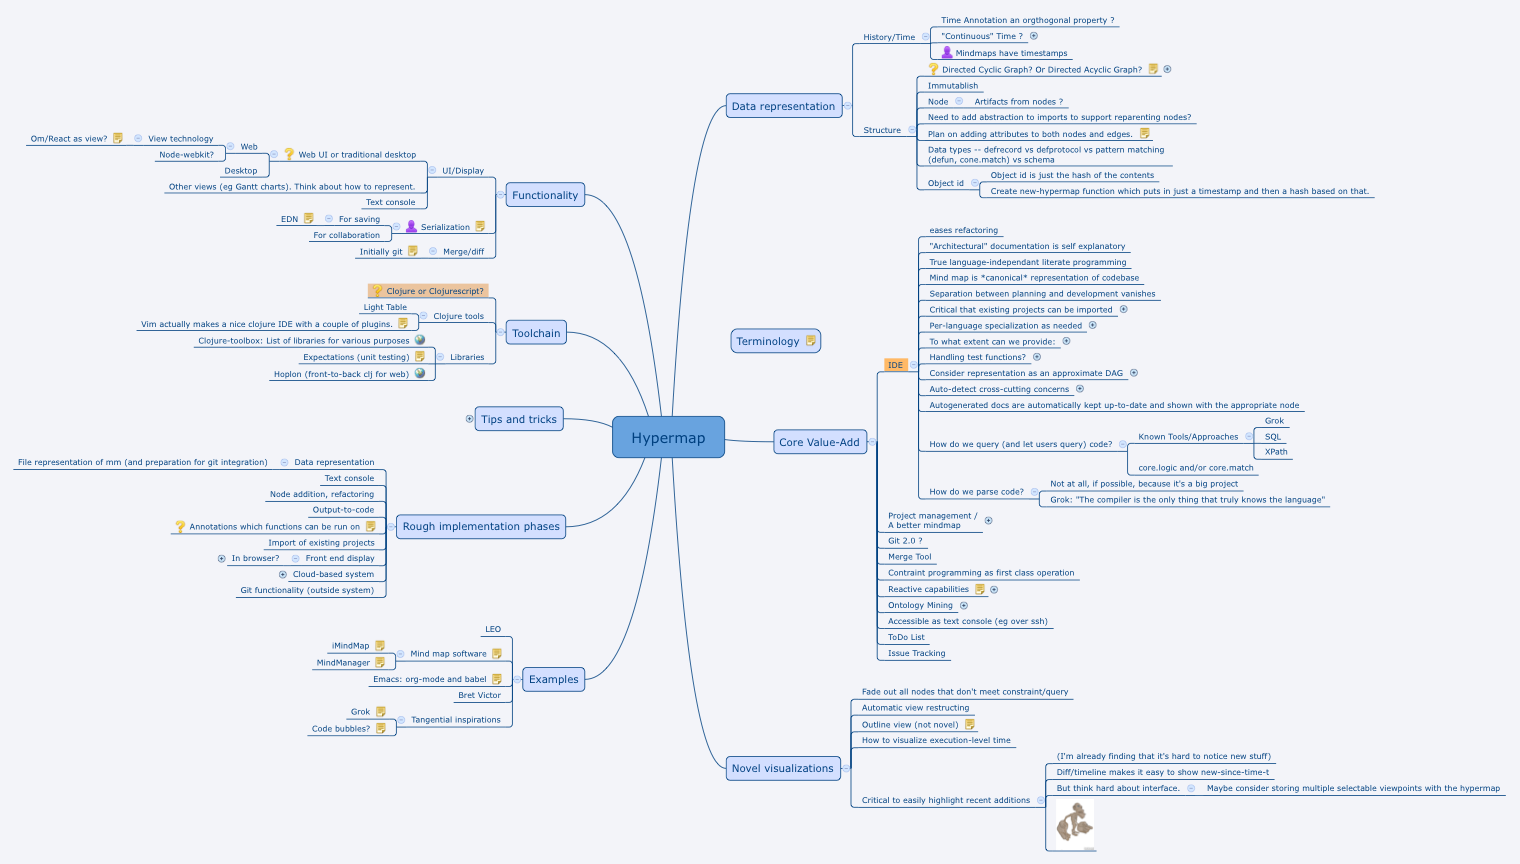 Hypermap
Data representation
History/Time
Time Annotation an orgthogonal property ?
"Continuous" Time ?
Mindmaps have timestamps
Structure
Directed Cyclic Graph? Or Directed Acyclic Graph?
Immutablish
Node
Artifacts from nodes ?
Need to add abstraction to imports to support reparenting nodes?
Plan on adding attributes to both nodes and edges.
Data types -- defrecord vs defprotocol vs pattern matching
(defun, cone.match) vs schema
Object id
Object id is just the hash of the contents
Create new-hypermap function which puts in just a timestamp and then a hash based on that.
Terminology
Core Value-Add
IDE
eases refactoring
"Architectural" documentation is self explanatory
True language-independant literate programming
Mind map is *canonical* representation of codebase
Separation between planning and development vanishes
Critical that existing projects can be imported
Per-language specialization as needed
To what extent can we provide:
Handling test functions?
Consider representation as an approximate DAG
Auto-detect cross-cutting concerns
Autogenerated docs are automatically kept up-to-date and shown with the appropriate node
How do we query (and let users query) code?
Known Tools/Approaches
Grok
SQL
XPath
core.logic and/or core.match
How do we parse code?
Not at all, if possible, because it's a big project
Grok: "The compiler is the only thing that truly knows the language"
Project management /
A better mindmap
Git 2.0 ?
Merge Tool
Contraint programming as first class operation
Reactive capabilities
Ontology Mining
Accessible as text console (eg over ssh)
ToDo List
Issue Tracking
Novel visualizations
Fade out all nodes that don't meet constraint/query
Automatic view restructing
Outline view (not novel)
How to visualize execution-level time
Critical to easily highlight recent additions
(I'm already finding that it's hard to notice new stuff)
Diff/timeline makes it easy to show new-since-time-t
But think hard about interface.
Maybe consider storing multiple selectable viewpoints with the hypermap
Functionality
UI/Display
Web UI or traditional desktop
Web
View technology
Om/React as view?
Node-webkit?
Desktop
Other views (eg Gantt charts). Think about how to represent.
Text console
Serialization
For saving
EDN
For collaboration
Merge/diff
Initially git
Toolchain
Clojure or Clojurescript?
Clojure tools
Light Table
Vim actually makes a nice clojure IDE with a couple of plugins.
Libraries
Clojure-toolbox: List of libraries for various purposes
Expectations (unit testing)
Hoplon (front-to-back clj for web)
Tips and tricks
Rough implementation phases
Data representation
File representation of mm (and preparation for git integration)
Text console
Node addition, refactoring
Output-to-code
Annotations which functions can be run on
Import of existing projects
Front end display
In browser?
Cloud-based system
Git functionality (outside system)
Examples
LEO
Mind map software
iMindMap
MindManager
Emacs: org-mode and babel
Bret Victor
Tangential inspirations
Grok
Code bubbles?